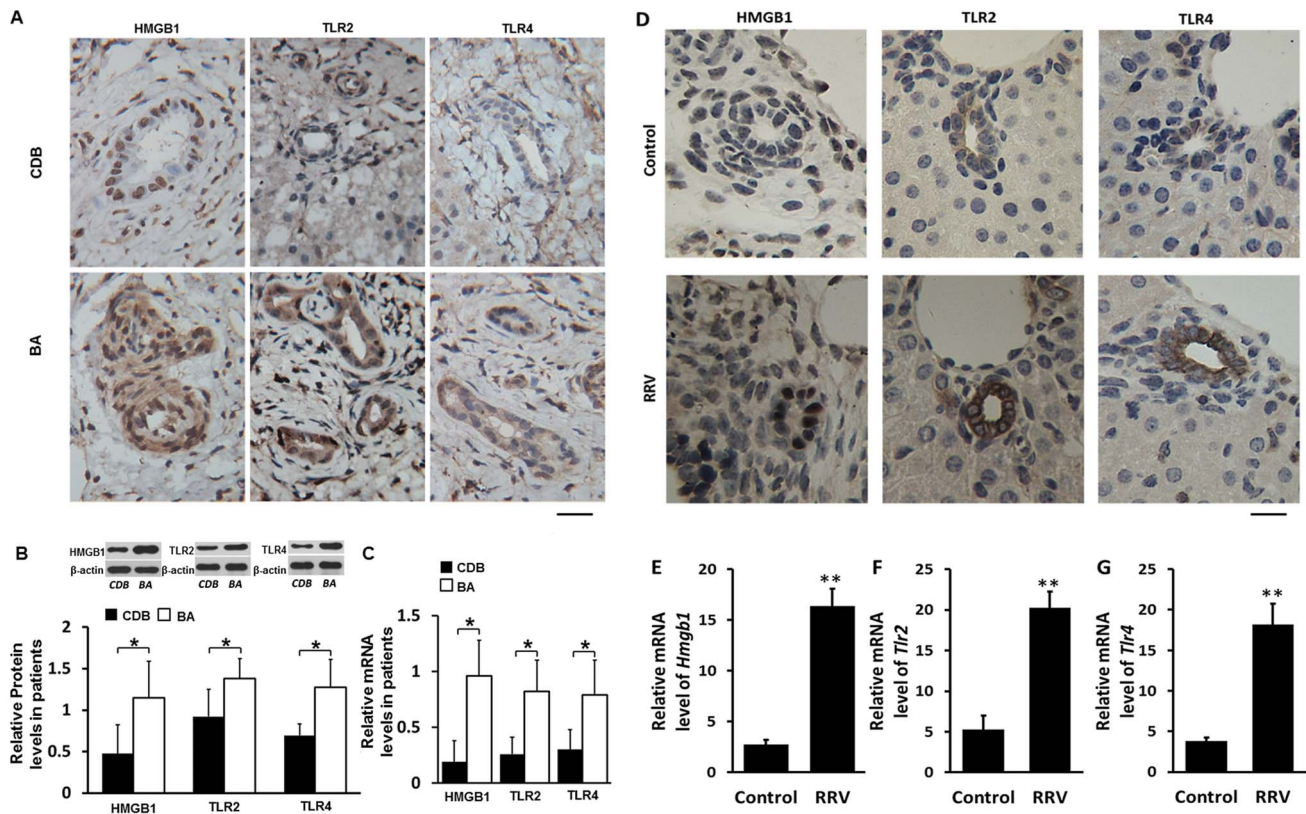 A
HMGB1 TLR2 TLR4
CDB
BA
D
HMGB1 TLR2 TLR4
Control
RRV
B
HMGB1 TLR2 TLR4
β-actin β-actin β-actin
CDB BA CDB BA CDB BA
CDB BA
Relative Protein
levels in patients
2
1.5
1
0.5
0
* * *
HMGB1 TLR2 TLR4
C
CDB
BA
Relative mRNA
levels in patients
1.5
1
0.5
0
* * *
HMGB1 TLR2 TLR4
E
Relative mRNA
level of Hmgb1
20
15
10
5
0
**
Control RRV
F
Relative mRNA
level of Tlr2
25
20
15
10
5
0
**
Control RRV
G
Relative mRNA
level of Tlr4
25
20
15
10
5
0
**
Control RRV